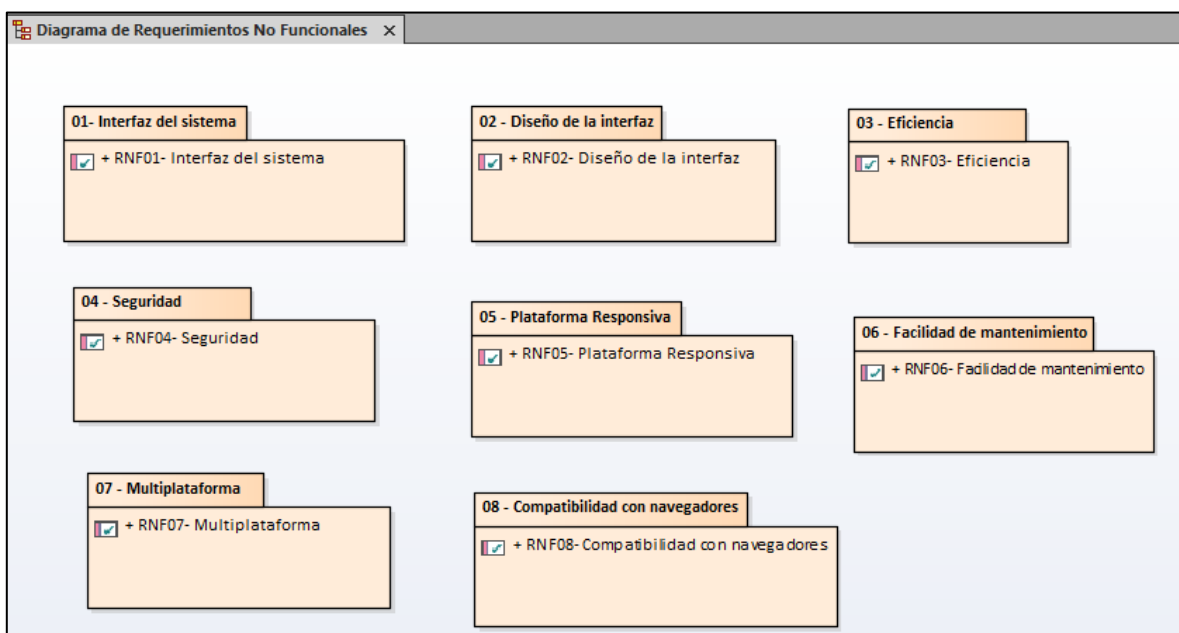 Diagrama de Requerimientos No Funcionales
01- Interfaz del sistema
+ RNF01- Interfaz del sistema
02 - Diseño de la interfaz
+ RNF02- Diseño de la interfaz
03 - Eficiencia
+ RNF03- Eficiencia
04 - Seguridad
+ RNF04- Seguridad
05 - Plataforma Responsiva
+ RNF05- Plataforma Responsiva
06 - Facilidad de mantenimiento
+ RNF06- Facilidad de mantenimiento
07 - Multiplataforma
+ RNF07- Multiplataforma
08 - Compatibilidad con navegadores
+ RNF08- Compatibilidad con navegadores